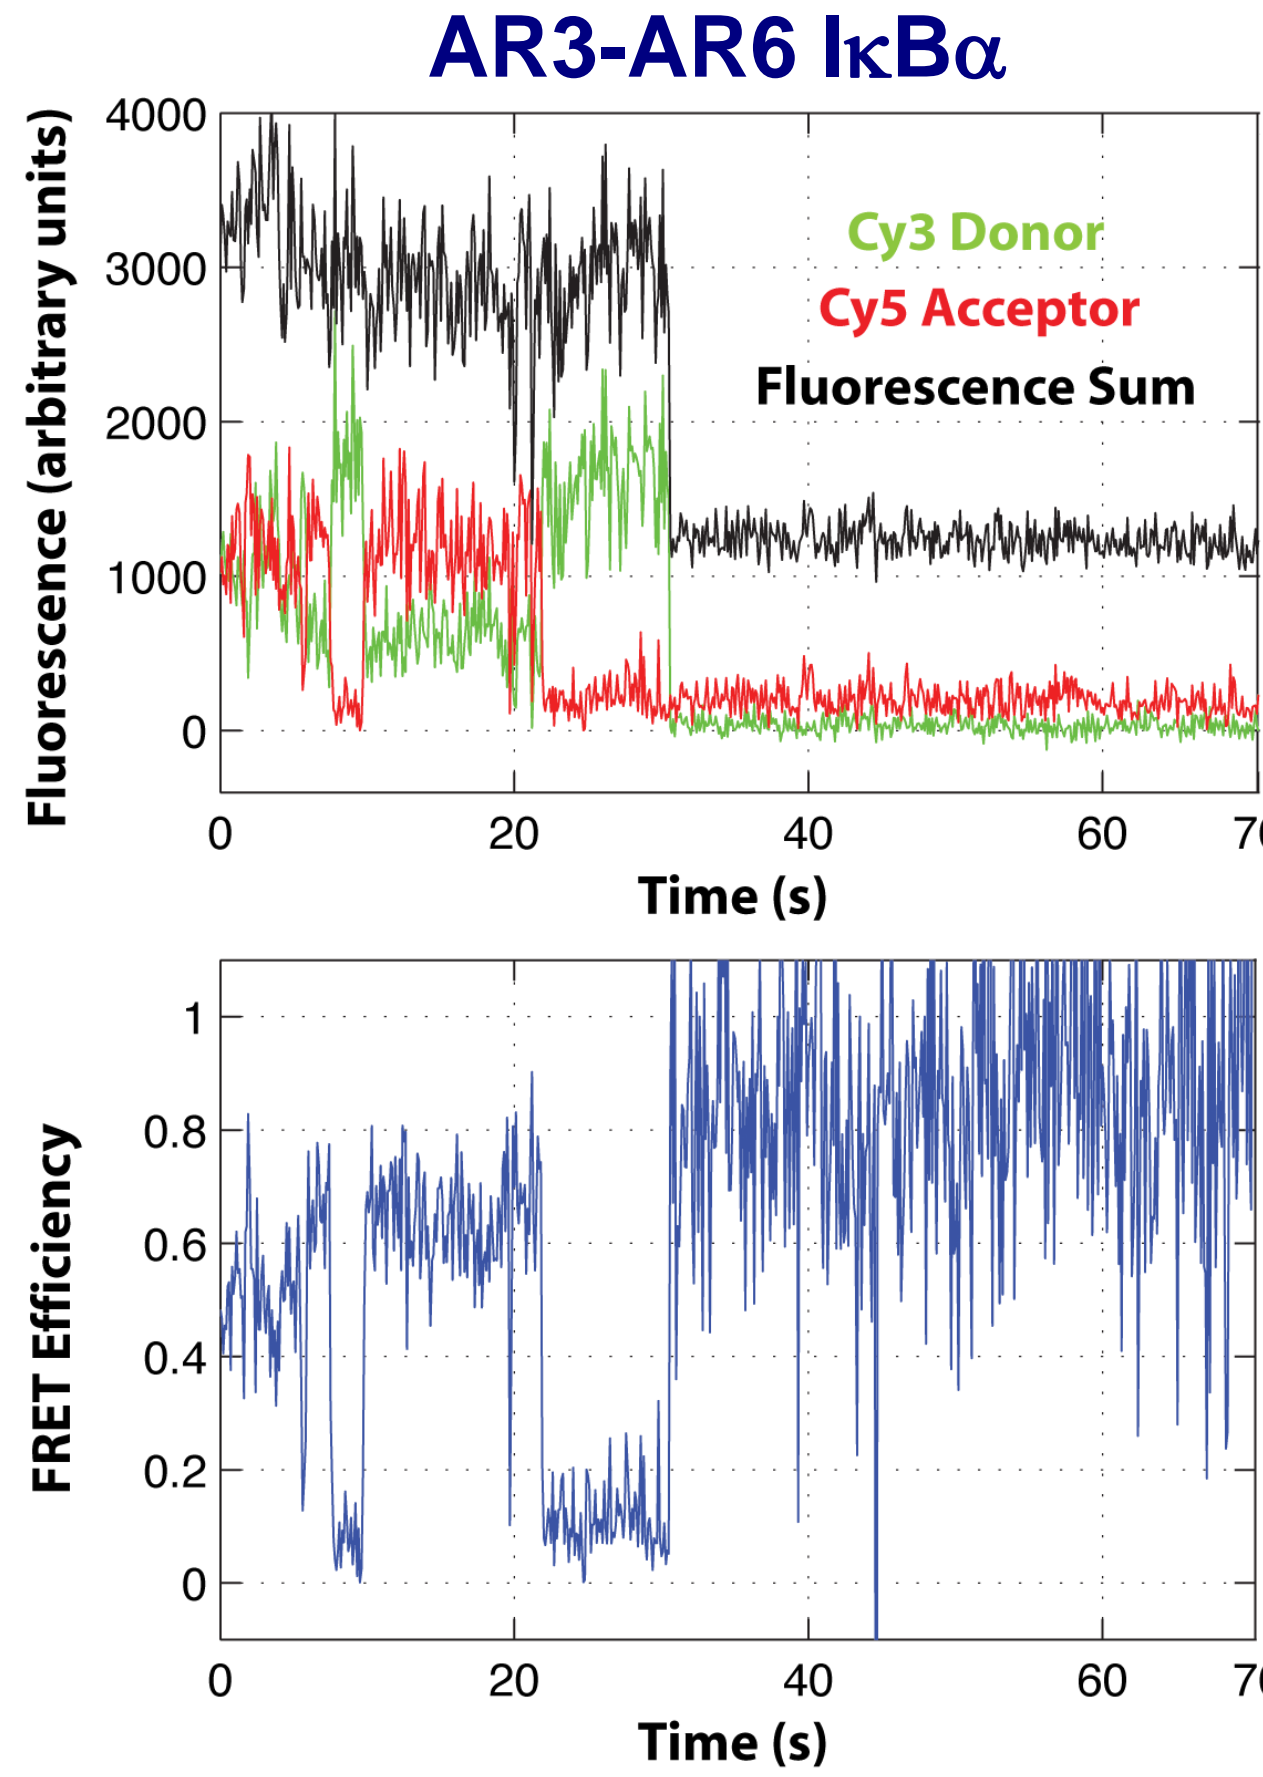 AR3-AR6 IκBα
Fluorescence (arbitrary units)
4000
3000
2000
1000
0
Cy3 Donor
Cy5 Acceptor
Fluorescence Sum
0 20 40 60
Time (s)
FRET Efficiency
1
0.8
0.6
0.4
0.2
0
0 20 40 60
Time (s)